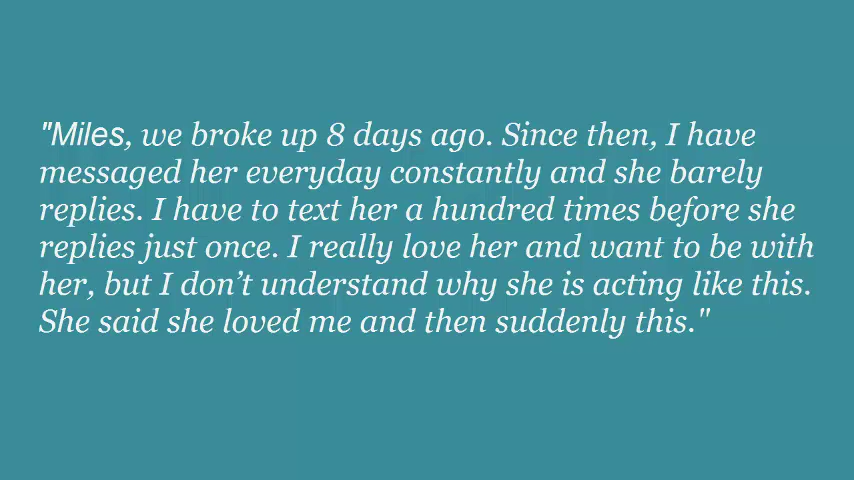 "Miles, we broke up 8 days ago. Since then, I have
messaged her everyday constantly and she barely
replies. I have to text her a hundred times before she
replies just once. I really love her and want to be with
her, but I don’t understand why she is acting like this.
She said she loved me and then suddenly this."